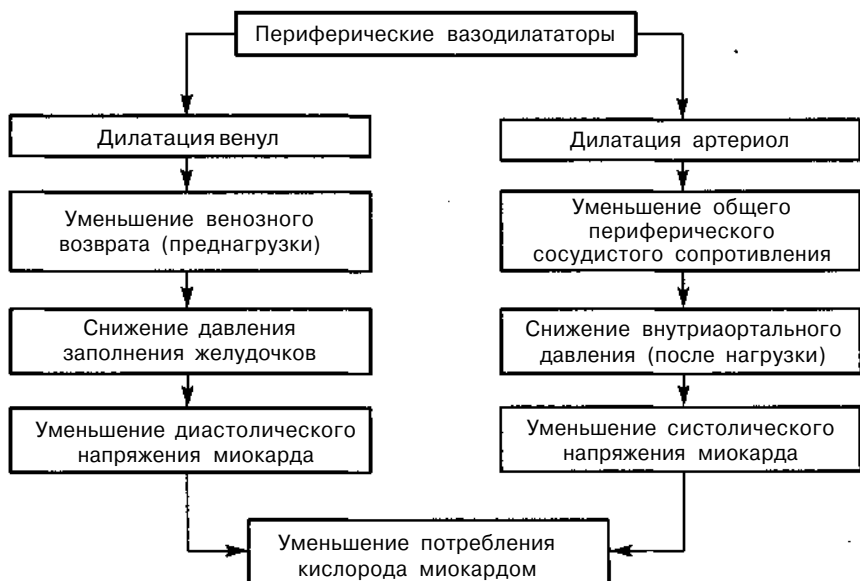 Периферические вазодилататоры
Дилатация венул
Дилатация артериол
Уменьшение венозного
возврата (преднагрузки)
Уменьшение общего
периферического
сосудистого сопротивления
Снижение давления
заполнения желудочков
Снижение внутриаортального
давления (после нагрузки)
Уменьшение диастолического
напряжения миокарда
Уменьшение систолического
напряжения миокарда
Уменьшение потребления
кислорода миокардом